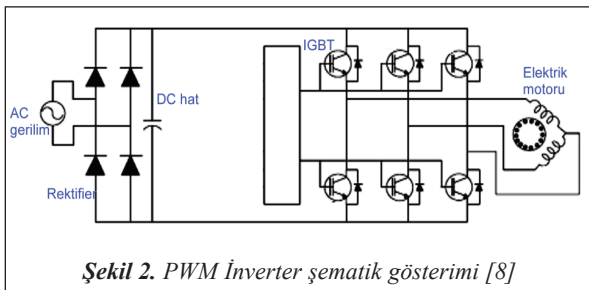 IGBT
Elektrik
motoru
AC
gerilim
DC hat
Rektifier
Şekil 2. PWM İnverter şematik gösterimi [8]